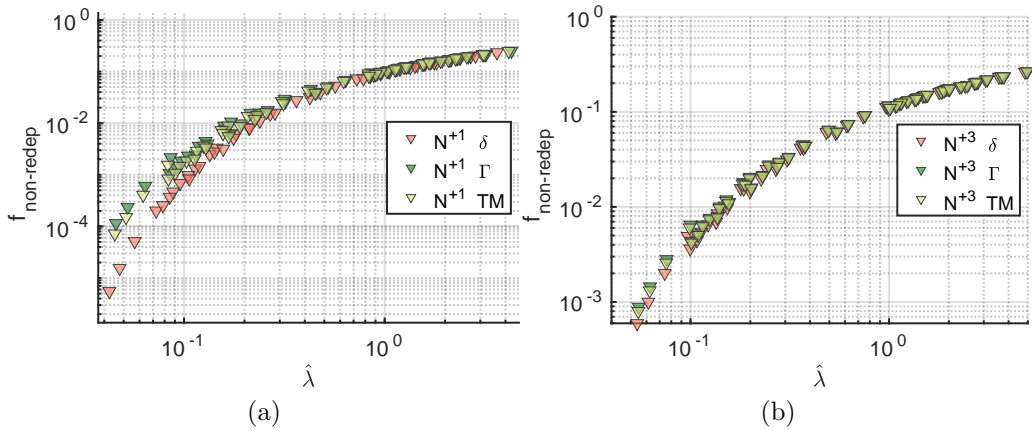 10^0
10^-2
10^-4
f_non-redep
N^+1 δ
N^+1 Γ
N^+1 TM
10^-1
10^0
λ̂
(a)
10^0
10^-1
10^-2
10^-3
f_non-redep
N^+3 δ
N^+3 Γ
N^+3 TM
10^-1
10^0
λ̂
(b)